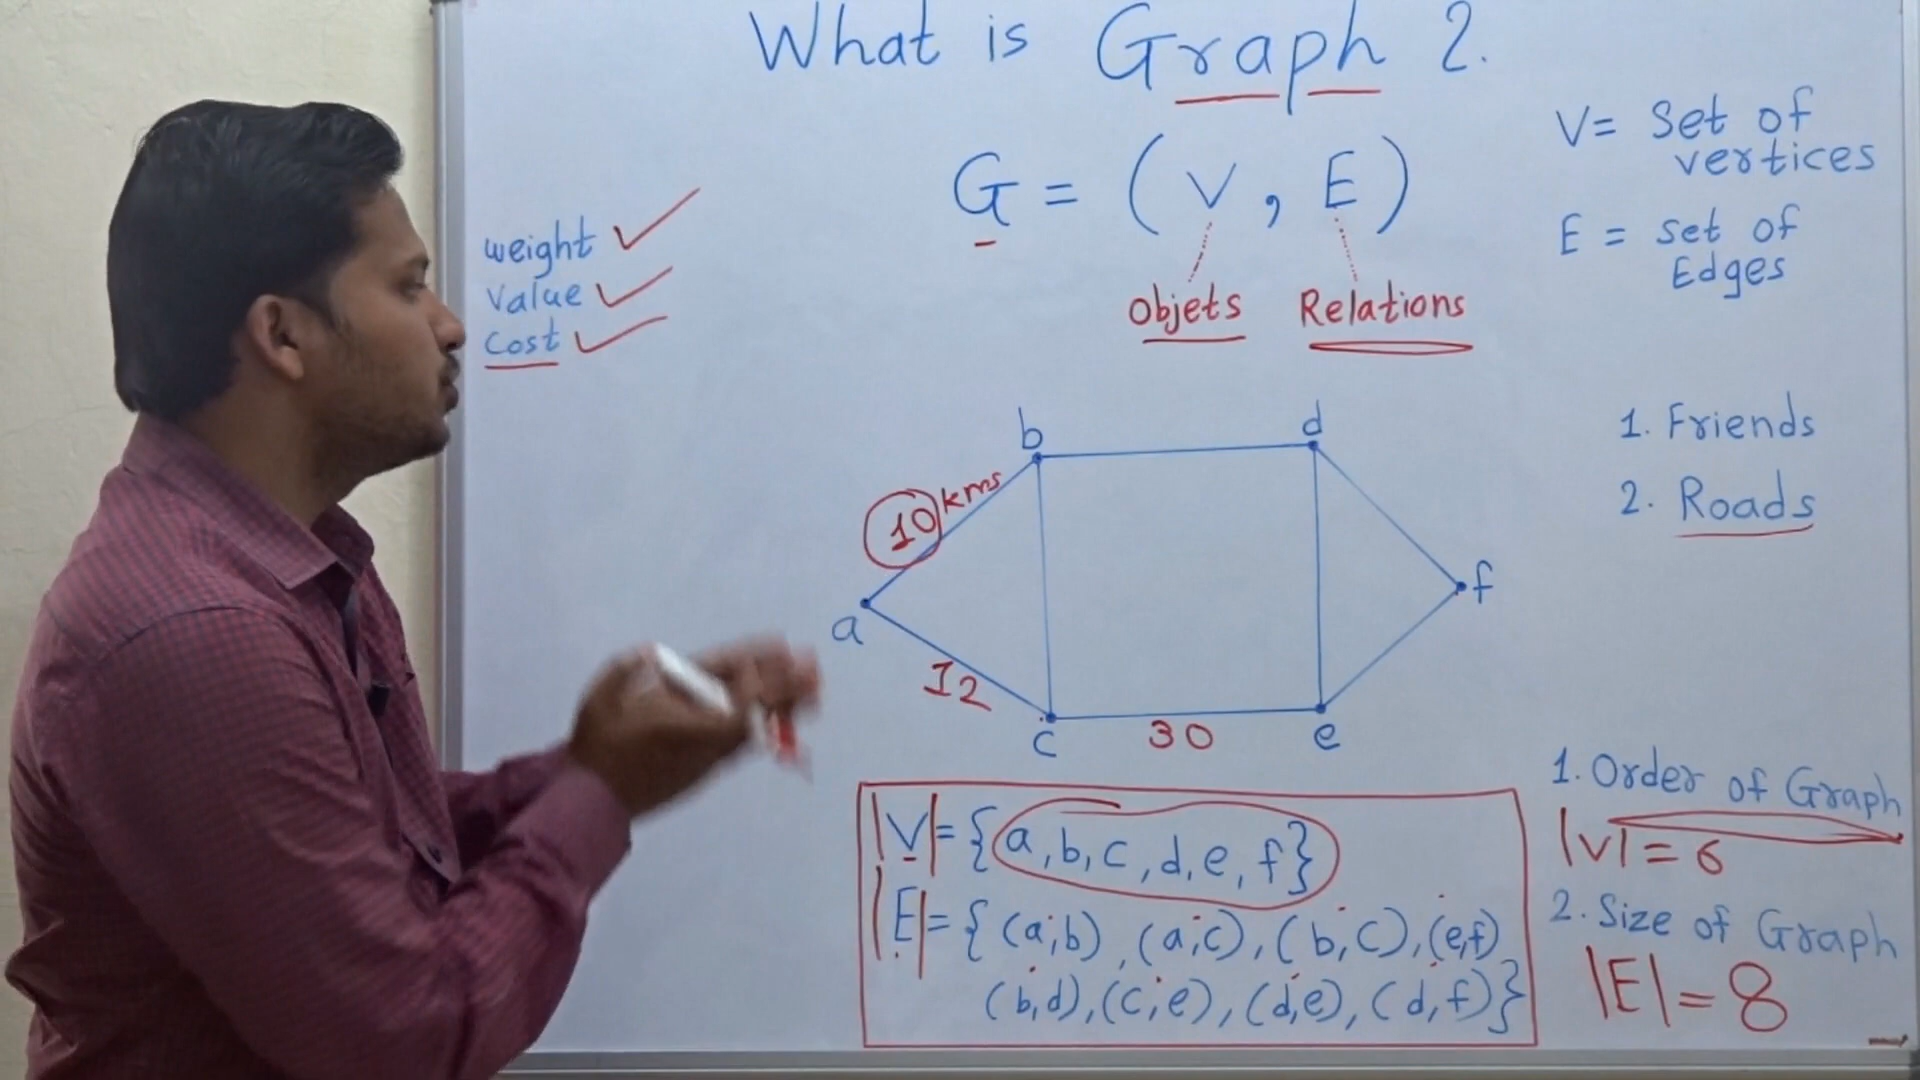 What is Graph ?.
G = ( V , E )
Objets Relations
V= Set of
vertices
E = set of
Edges
weight ✓
Value ✓
Cost ✓
1. Friends
2. Roads
b
d
10 kms
a
f
12
c
30
e
|V|= {a,b,c,d,e,f}
|E|= { (a,b), (a,c), (b,c), (e,f)
(b,d), (c,e), (d,e), (d,f)}
1. Order of Graph
|V| = 6
2. Size of Graph
|E| = 8